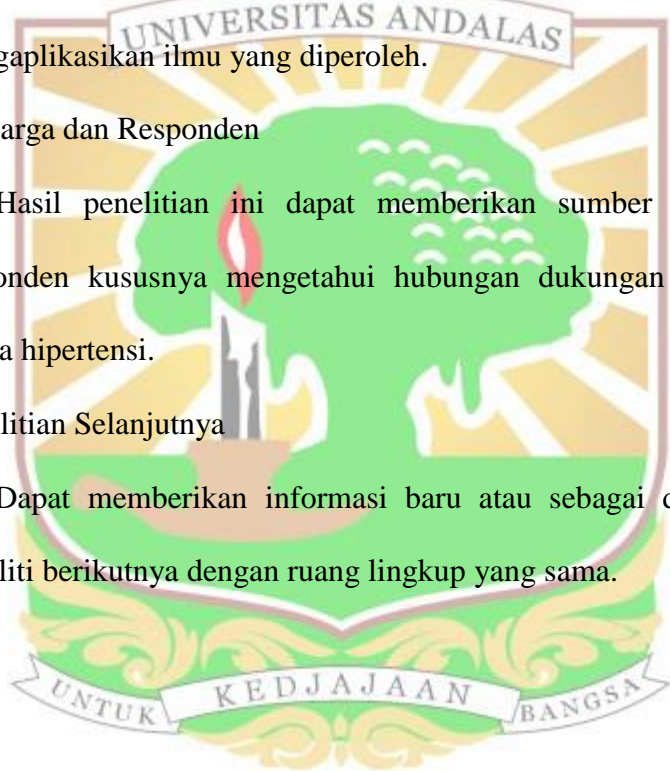 UNIVERSITAS ANDALAS
gaplikasikan ilmu yang diperoleh.
arga dan Responden
Hasil penelitian ini dapat memberikan sumber
onden kususnya mengetahui hubungan dukungan
a hipertensi.
litian Selanjutnya
Dapat memberikan informasi baru atau sebagai d
liti berikutnya dengan ruang lingkup yang sama.
UNTUK KEDJAJAAN BANGSA